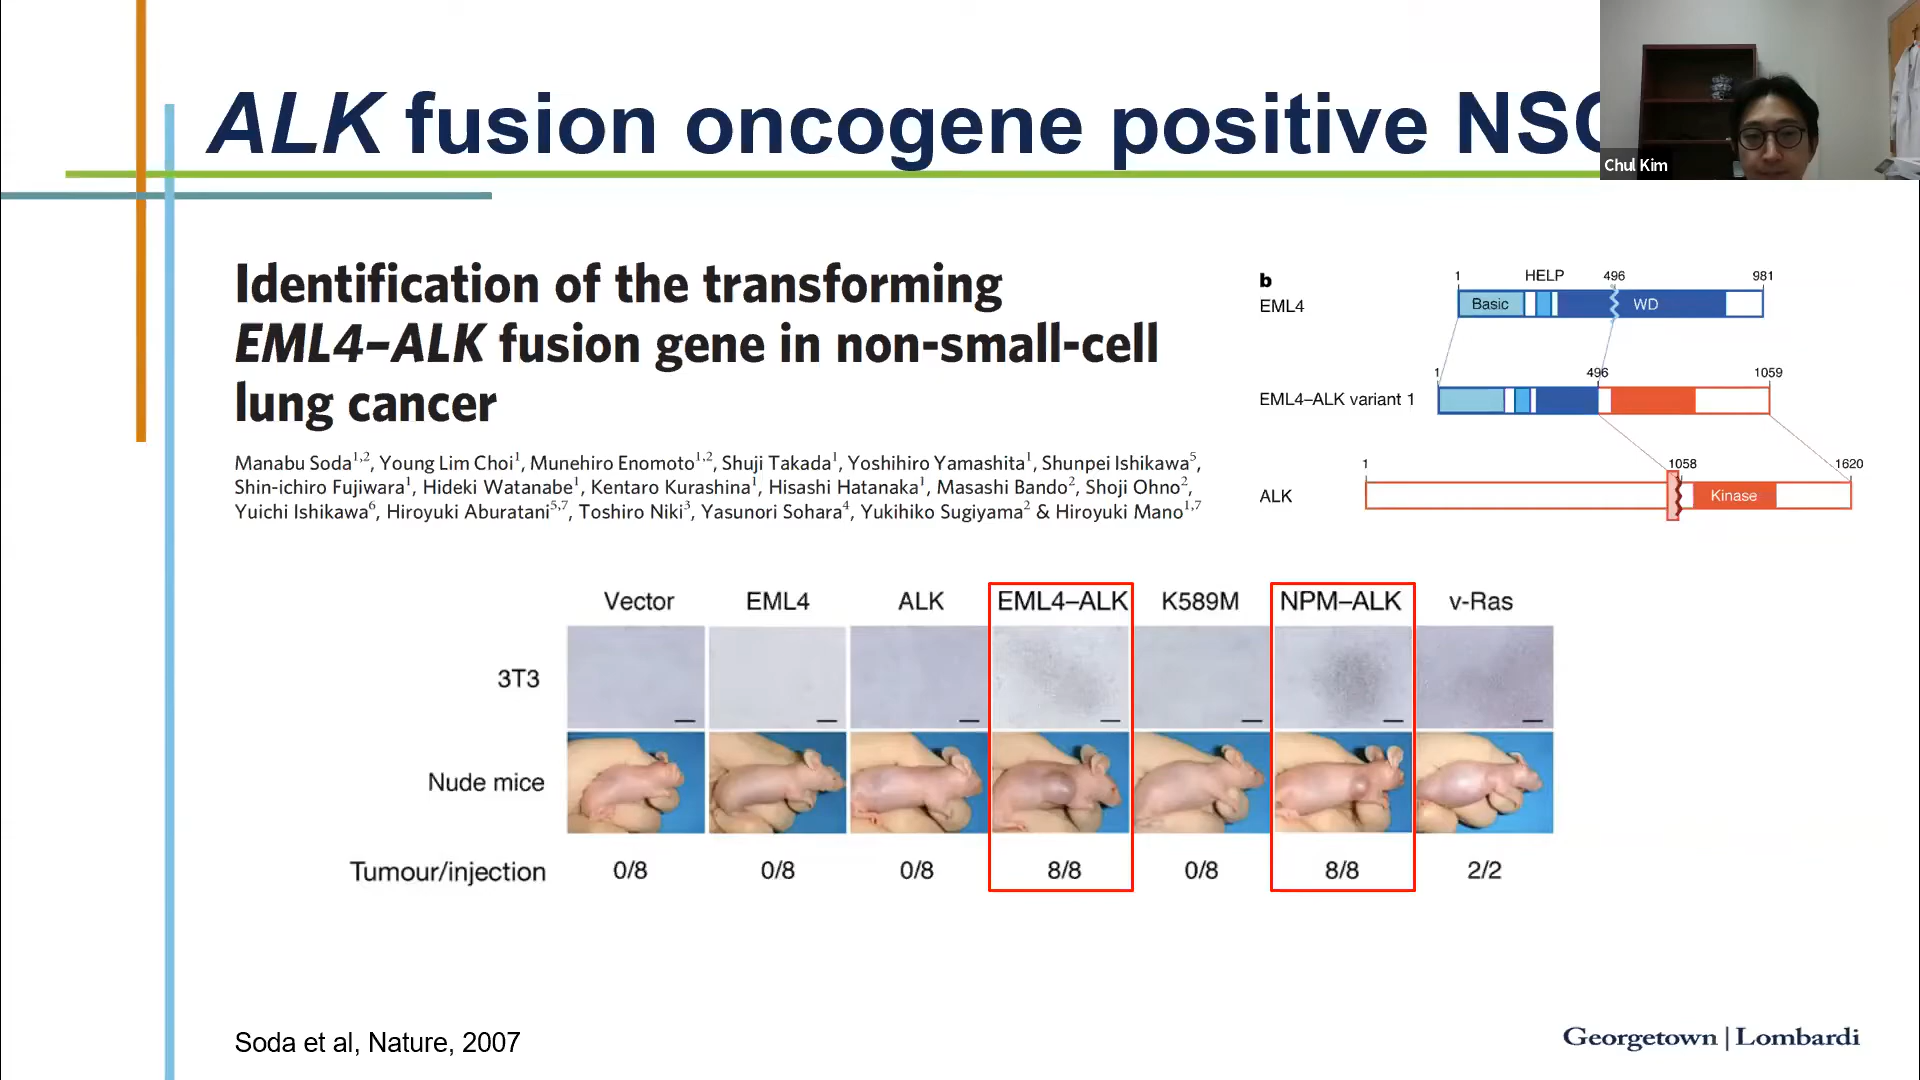 ALK fusion oncogene positive NSC
Chul Kim
Identification of the transforming
EML4–ALK fusion gene in non-small-cell
lung cancer
Manabu Soda1,2, Young Lim Choi1, Munehiro Enomoto1,2, Shuji Takada1, Yoshihiro Yamashita1, Shunpei Ishikawa5,
Shin-ichiro Fujiwara1, Hideki Watanabe1, Kentaro Kurashina1, Hisashi Hatanaka1, Masashi Bando2, Shoji Ohno2,
Yuichi Ishikawa6, Hiroyuki Aburatani5,7, Toshiro Niki3, Yasunori Sohara4, Yukihiko Sugiyama2 & Hiroyuki Mano1,7
b
1 HELP 496 981
EML4 Basic WD
1 496 1059
EML4–ALK variant 1
1 1058 1620
ALK Kinase
Vector EML4 ALK EML4–ALK K589M NPM–ALK v-Ras
3T3
Nude mice
Tumour/injection 0/8 0/8 0/8 8/8 0/8 8/8 2/2
Soda et al, Nature, 2007
Georgetown | Lombardi